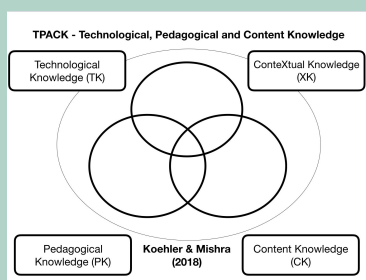 TPACK - Technological, Pedagogical and Content Knowledge
Technological
Knowledge (TK)
ConteXtual Knowledge
(XK)
Pedagogical
Knowledge (PK)
Koehler & Mishra
(2018)
Content Knowledge
(CK)